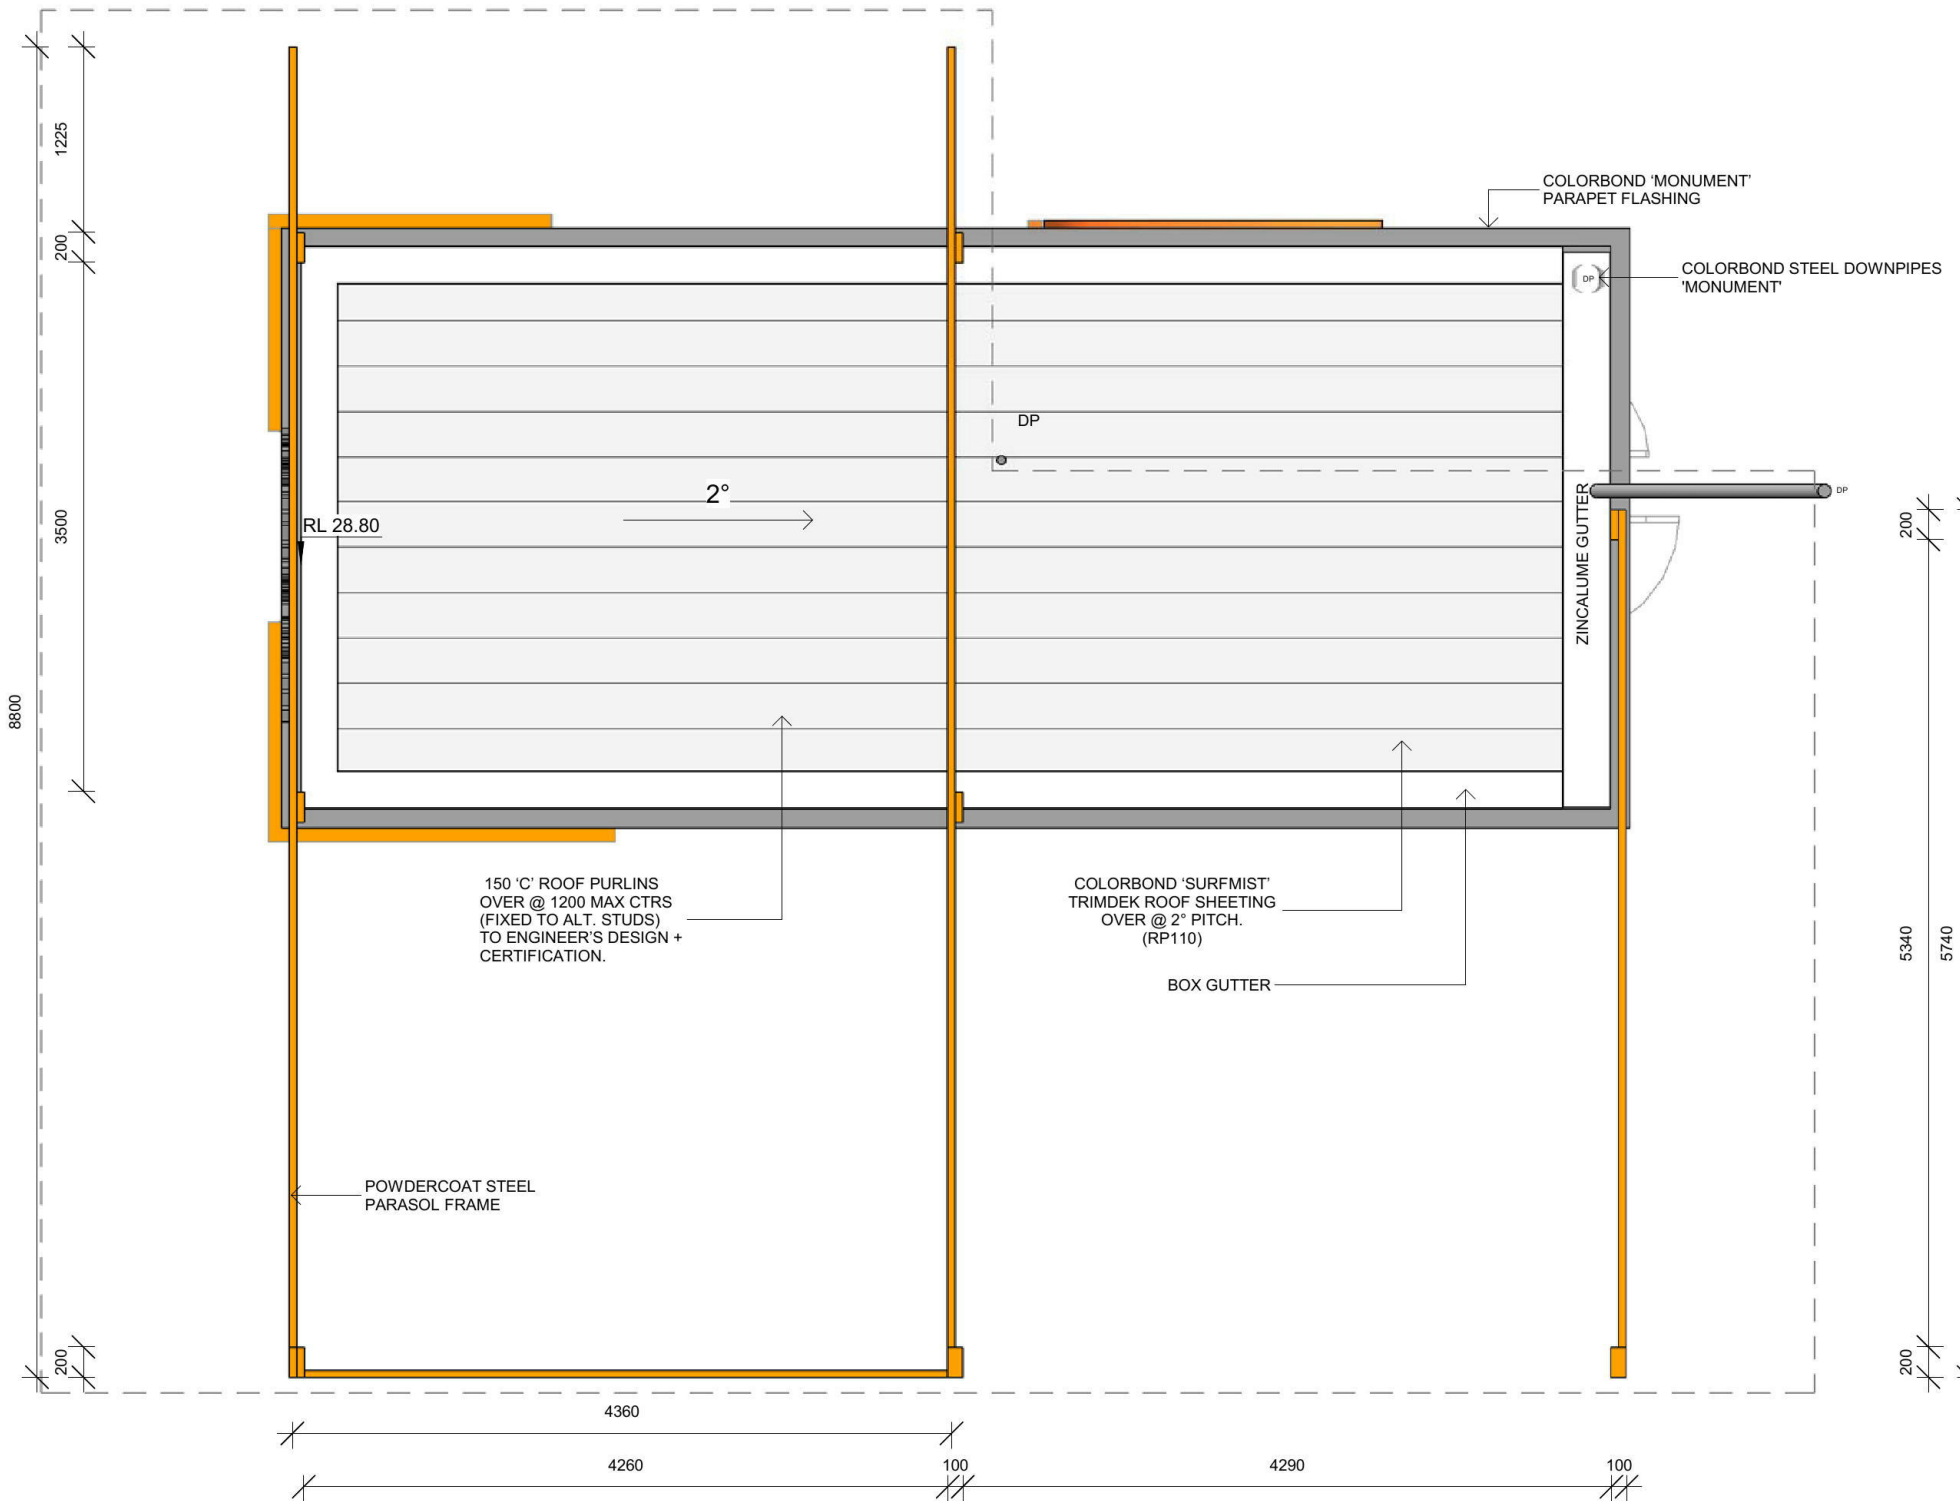 1225
COLORBOND ‘MONUMENT’
PARAPET FLASHING
200
COLORBOND STEEL DOWNPIPES
'MONUMENT'
DP
DP
2°
ZINCALUME GUTTER
DP
RL 28.80
3500
200
8800
150 ‘C’ ROOF PURLINS
OVER @ 1200 MAX CTRS
(FIXED TO ALT. STUDS)
TO ENGINEER’S DESIGN +
CERTIFICATION.
COLORBOND ‘SURFMIST’
TRIMDEK ROOF SHEETING
OVER @ 2° PITCH.
(RP110)
BOX GUTTER
5340
5740
POWDERCOAT STEEL
PARASOL FRAME
200
200
4360
4260
100
4290
100